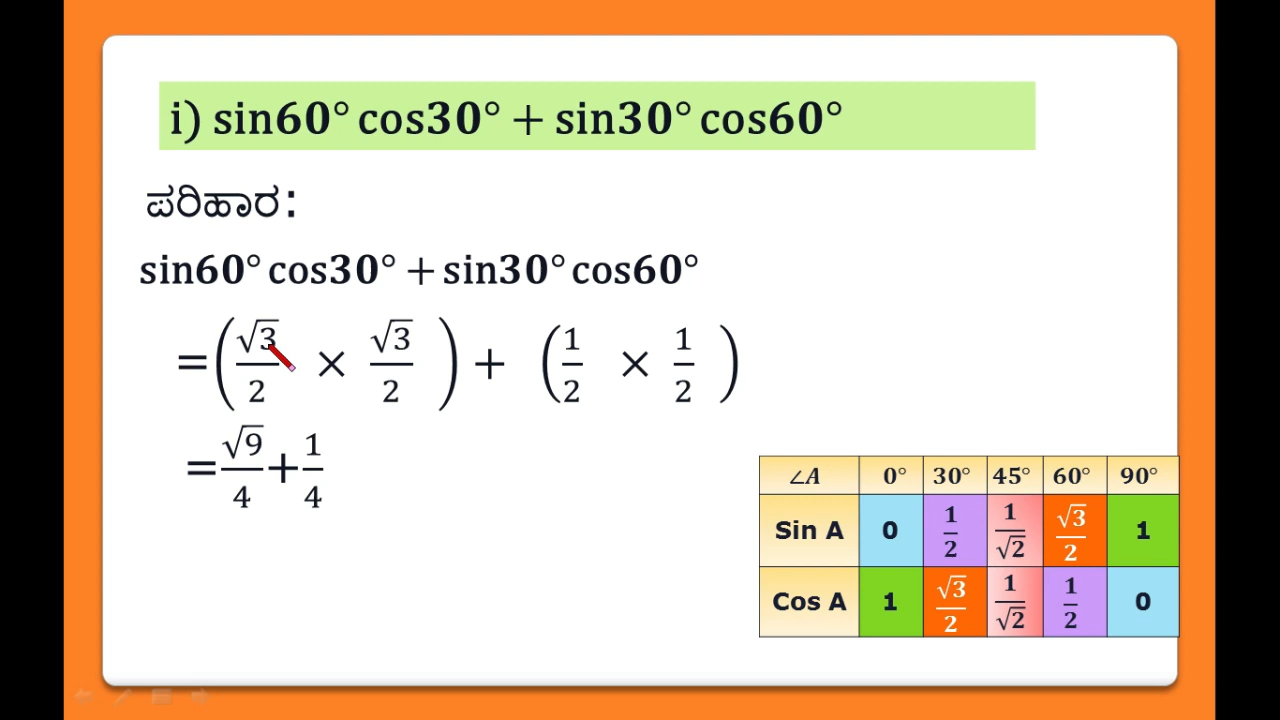 i) sin60° cos30° + sin30° cos60°
ಪರಿಹಾರ:
sin60° cos30° + sin30° cos60°
= (√3/2 × √3/2) + (1/2 × 1/2)
= √9/4 + 1/4
∠A 0° 30° 45° 60° 90°
Sin A 0 1/2 1/√2 √3/2 1
Cos A 1 √3/2 1/√2 1/2 0